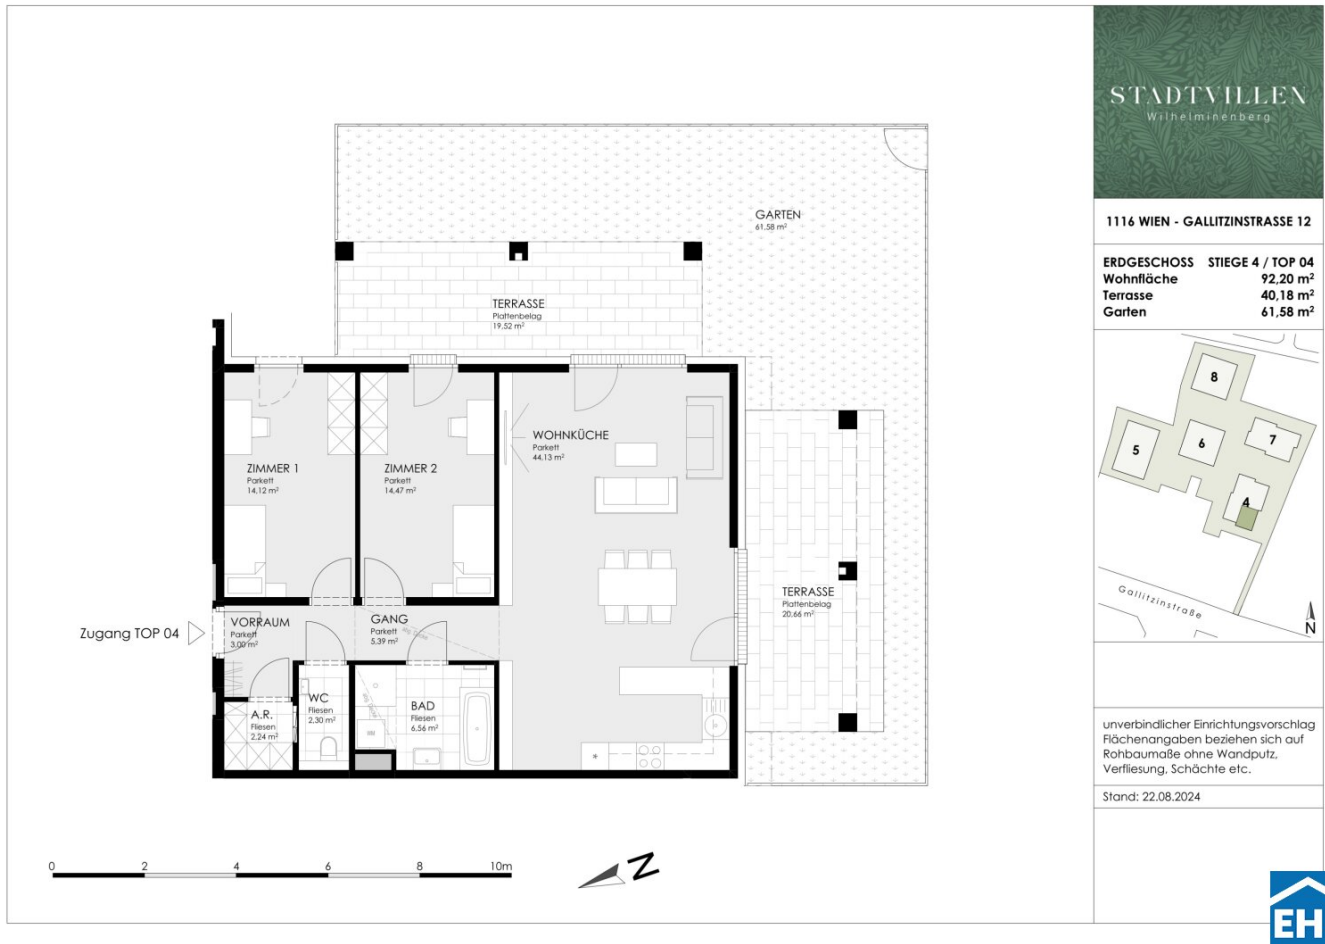 STADTVILLEN
Wilhelminenberg
1116 WIEN - GALLITZINSTRASSE 12
ERDGESCHOSS STIEGE 4 / TOP 04
Wohnfläche 92,20 m²
Terrasse 40,18 m²
Garten 61,58 m²
8
7
6
5
4
Gallitzinstraße
N
unverbindlicher Einrichtungsvorschlag
Flächenangaben beziehen sich auf
Rohbaumaße ohne Wandputz,
Verfliesung, Schächte etc.
Stand: 22.08.2024
EH
GARTEN
61,58 m²
TERRASSE
Plattenbelag
19,52 m²
WOHNKÜCHE
Parkett
44,13 m²
ZIMMER 1
Parkett
14,12 m²
ZIMMER 2
Parkett
14,47 m²
TERRASSE
Plattenbelag
20,66 m²
Zugang TOP 04
VORRAUM
Parkett
3,00 m²
GANG
Parkett
5,39 m²
A.R.
Fliesen
2,24 m²
WC
Fliesen
2,30 m²
BAD
Fliesen
6,56 m²
0 2 4 6 8 10m
N